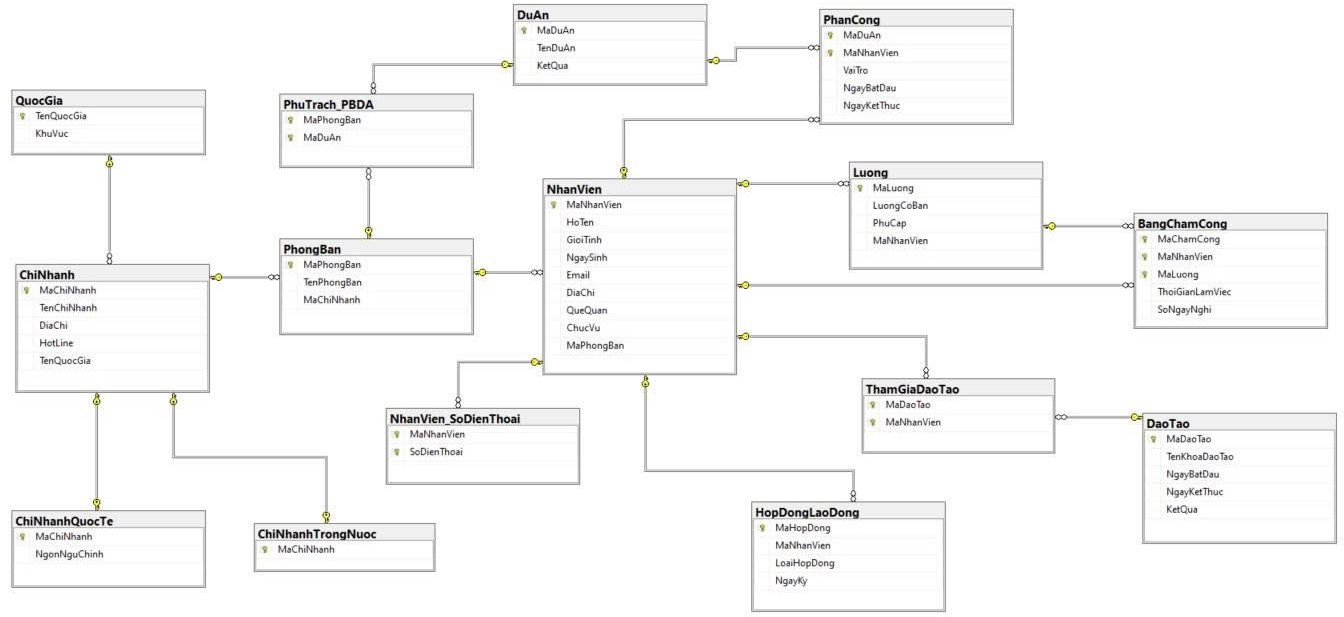 DuAn
MaDuAn
TenDuAn
KetQua
PhanCong
MaDuAn
MaNhanVien
VaiTro
NgayBatDau
NgayKetThuc
QuocGia
TenQuocGia
KhuVuc
PhuTrach_PBDA
MaPhongBan
MaDuAn
NhanVien
MaNhanVien
HoTen
GioiTinh
NgaySinh
Email
DiaChi
QueQuan
ChucVu
MaPhongBan
Luong
MaLuong
LuongCoBan
PhuCap
MaNhanVien
BangChamCong
MaChamCong
MaNhanVien
MaLuong
ThoiGianLamViec
SoNgayNghi
PhongBan
MaPhongBan
TenPhongBan
MaChiNhanh
ChiNhanh
MaChiNhanh
TenChiNhanh
DiaChi
HotLine
TenQuocGia
ThamGiaDaoTao
MaDaoTao
MaNhanVien
NhanVien_SoDienThoai
MaNhanVien
SoDienThoai
DaoTao
MaDaoTao
TenKhoaDaoTao
NgayBatDau
NgayKetThuc
KetQua
HopDongLaoDong
MaHopDong
MaNhanVien
LoaiHopDong
NgayKy
ChiNhanhQuocTe
MaChiNhanh
NgonNguChinh
ChiNhanhTrongNuoc
MaChiNhanh